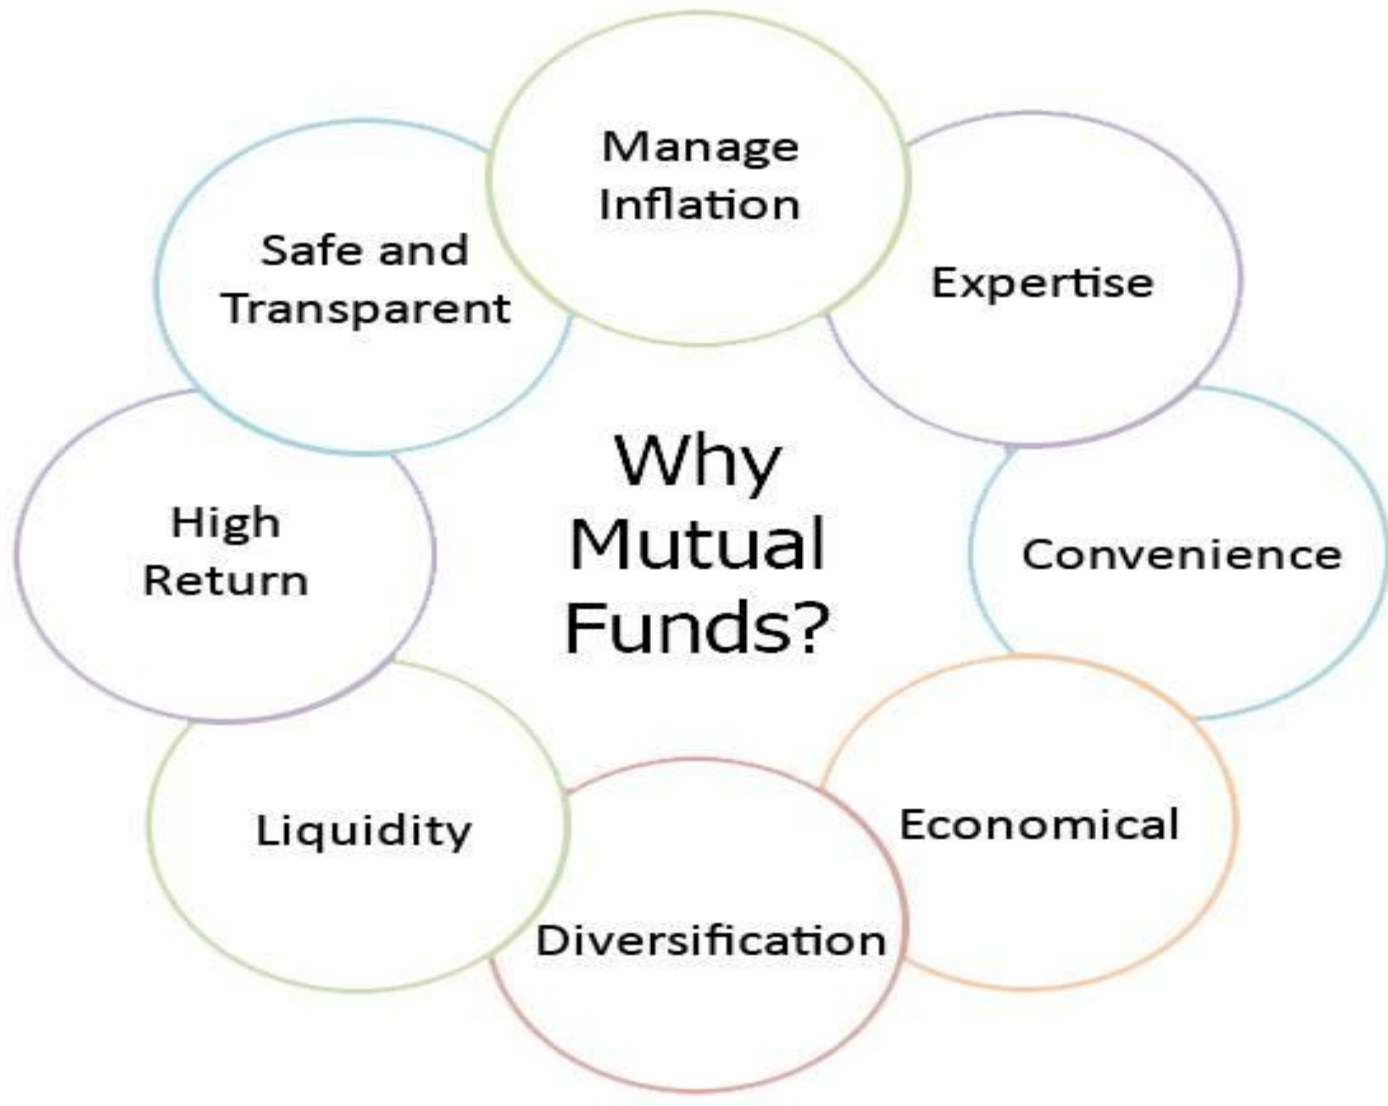 Manage
Inflation
Expertise
Convenience
Economical
Diversification
Liquidity
High
Return
Safe and
Transparent
Why
Mutual
Funds?